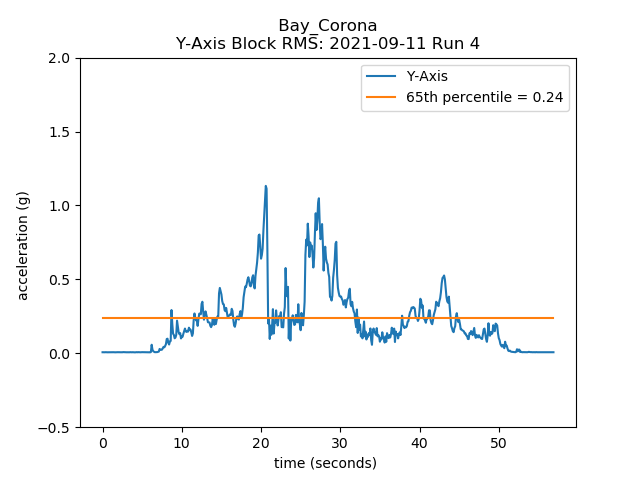 Bay_Corona
Y-Axis Block RMS: 2021-09-11 Run 4
2.0
Y-Axis
65th percentile = 0.24
1.5
1.0
acceleration (g)
0.5
0.0
−0.5
0 10 20 30 40 50
time (seconds)